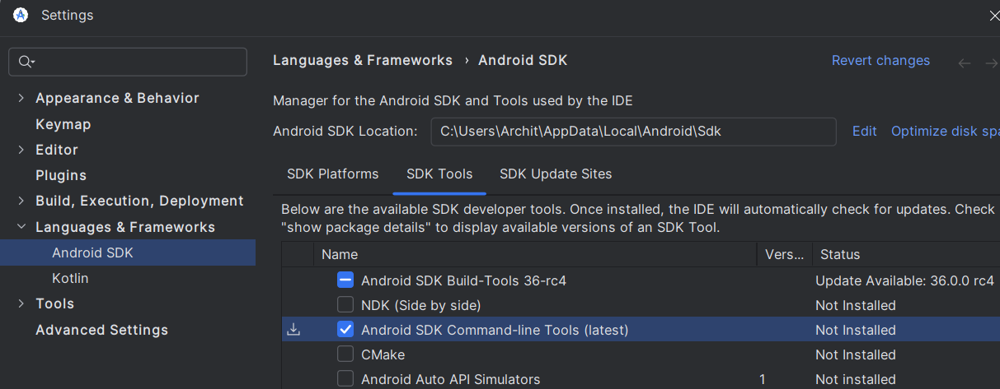 Settings
Languages & Frameworks › Android SDK
Revert changes
Appearance & Behavior
Keymap
Editor
Plugins
Build, Execution, Deployment
Languages & Frameworks
Android SDK
Kotlin
Tools
Advanced Settings
Manager for the Android SDK and Tools used by the IDE
Android SDK Location: C:\Users\Archit\AppData\Local\Android\Sdk Edit Optimize disk spa
SDK Platforms SDK Tools SDK Update Sites
Below are the available SDK developer tools. Once installed, the IDE will automatically check for updates. Check
"show package details" to display available versions of an SDK Tool.
Name Vers... Status
Android SDK Build-Tools 36-rc4 Update Available: 36.0.0 rc4
NDK (Side by side) Not Installed
Android SDK Command-line Tools (latest) Not Installed
CMake Not Installed
Android Auto API Simulators 1 Not installed